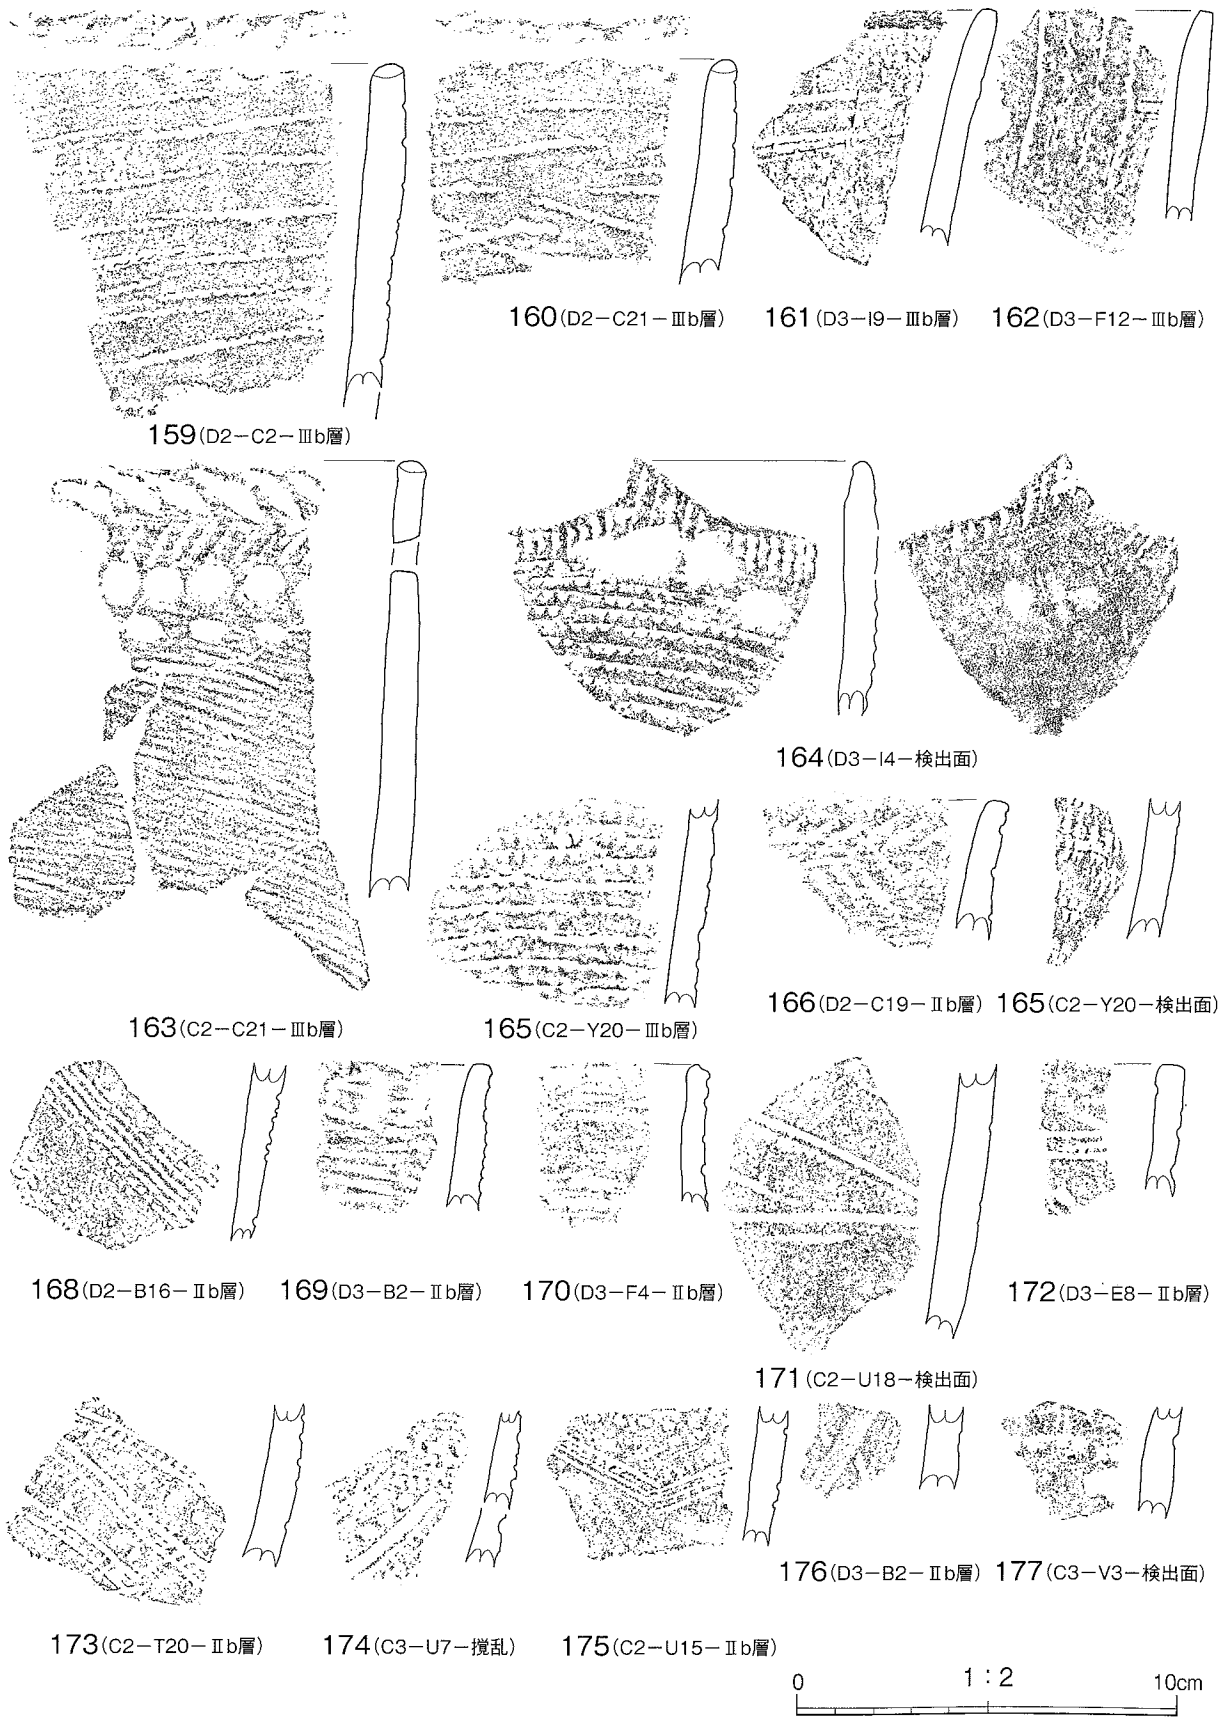 160(D2-C21-Ⅲb層) 161(D3-I9-Ⅲb層) 162(D3-F12-Ⅲb層)
159(D2-C2-Ⅲb層)
164(D3-I4-検出面)
163(C2-C21-Ⅲb層) 165(C2-Y20-Ⅲb層) 166(D2-C19-Ⅱb層) 165(C2-Y20-検出面)
168(D2-B16-Ⅱb層) 169(D3-B2-Ⅱb層) 170(D3-F4-Ⅱb層) 172(D3-E8-Ⅱb層)
171(C2-U18-検出面)
176(D3-B2-Ⅱb層) 177(C3-V3-検出面)
173(C2-T20-Ⅱb層) 174(C3-U7-撹乱) 175(C2-U15-Ⅱb層)
0 1:2 10cm